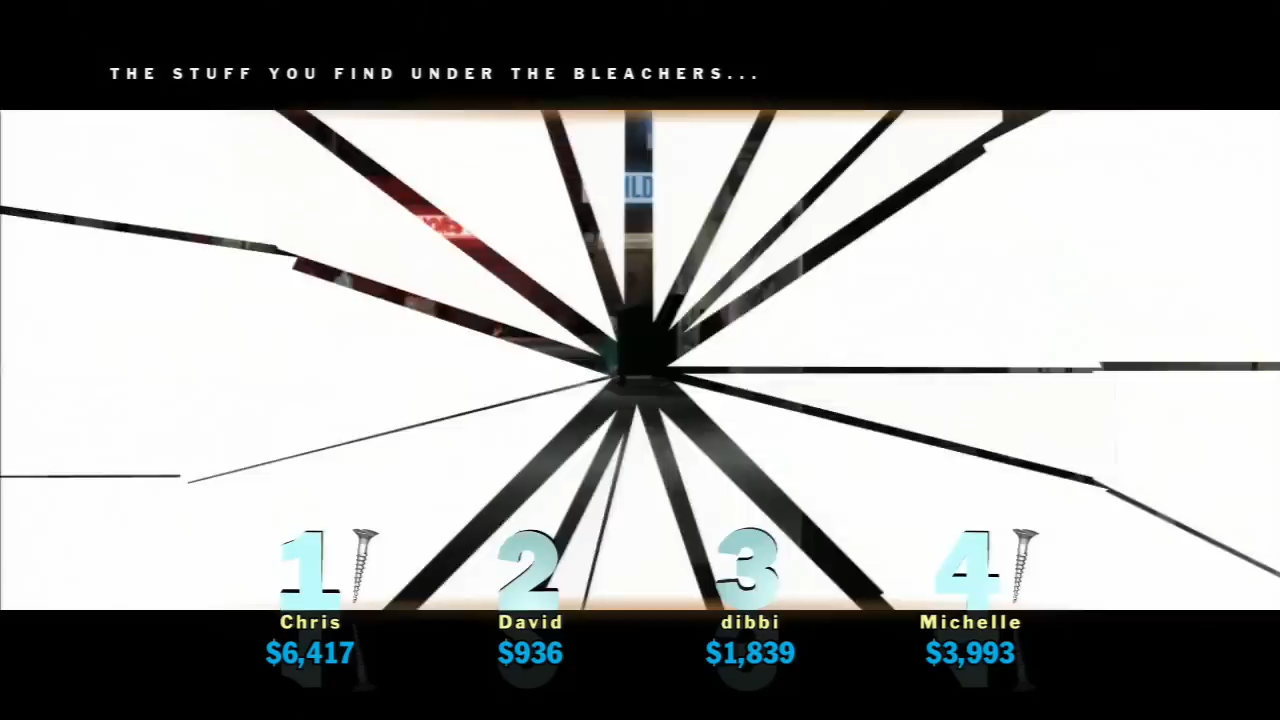 THE STUFF YOU FIND UNDER THE BLEACHERS...
ILD
1 2 3 4
Chris David dibbi Michelle
$6,417 $936 $1,839 $3,993